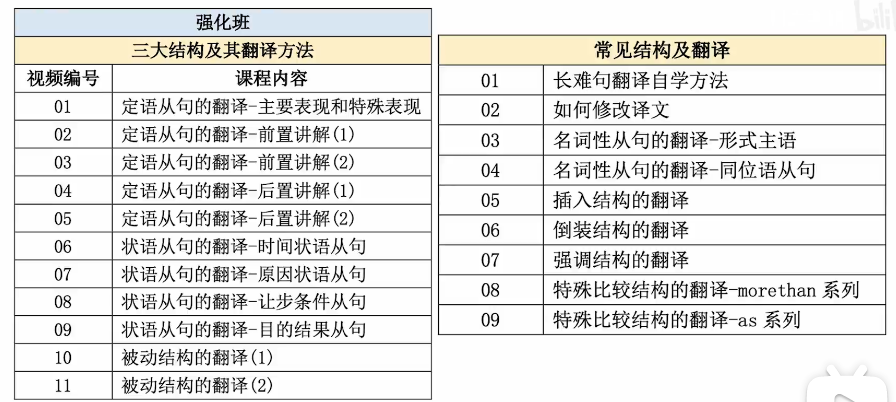 强化班
三大结构及其翻译方法
视频编号 课程内容
01 定语从句的翻译-主要表现和特殊表现
02 定语从句的翻译-前置讲解(1)
03 定语从句的翻译-前置讲解(2)
04 定语从句的翻译-后置讲解(1)
05 定语从句的翻译-后置讲解(2)
06 状语从句的翻译-时间状语从句
07 状语从句的翻译-原因状语从句
08 状语从句的翻译-让步条件从句
09 状语从句的翻译-目的结果从句
10 被动结构的翻译(1)
11 被动结构的翻译(2)
常见结构及翻译
01 长难句翻译自学方法
02 如何修改译文
03 名词性从句的翻译-形式主语
04 名词性从句的翻译-同位语从句
05 插入结构的翻译
06 倒装结构的翻译
07 强调结构的翻译
08 特殊比较结构的翻译-morethan 系列
09 特殊比较结构的翻译-as 系列